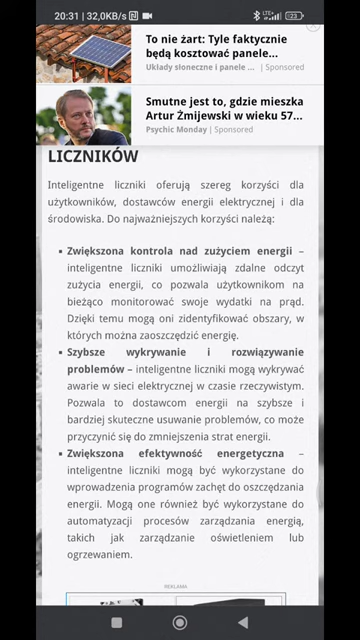 20:31 | 32,0KB/s
LTE+
23
To nie żart: Tyle faktycznie
będą kosztować panele...
Układy słoneczne i panele ... | Sponsored
Smutne jest to, gdzie mieszka
Artur Żmijewski w wieku 57...
Psychic Monday | Sponsored
LICZNIKÓW
Inteligentne liczniki oferują szereg korzyści dla
użytkowników, dostawców energii elektrycznej i dla
środowiska. Do najważniejszych korzyści należą:
▪ Zwiększona kontrola nad zużyciem energii –
inteligentne liczniki umożliwiają zdalne odczyt
zużycia energii, co pozwala użytkownikom na
bieżąco monitorować swoje wydatki na prąd.
Dzięki temu mogą oni zidentyfikować obszary, w
których można zaoszczędzić energię.
▪ Szybsze wykrywanie i rozwiązywanie
problemów – inteligentne liczniki mogą wykrywać
awarie w sieci elektrycznej w czasie rzeczywistym.
Pozwala to dostawcom energii na szybsze i
bardziej skuteczne usuwanie problemów, co może
przyczynić się do zmniejszenia strat energii.
▪ Zwiększona efektywność energetyczna –
inteligentne liczniki mogą być wykorzystane do
wprowadzenia programów zachęt do oszczędzania
energii. Mogą one również być wykorzystane do
automatyzacji procesów zarządzania energią,
takich jak zarządzanie oświetleniem lub
ogrzewaniem.
REKLAMA